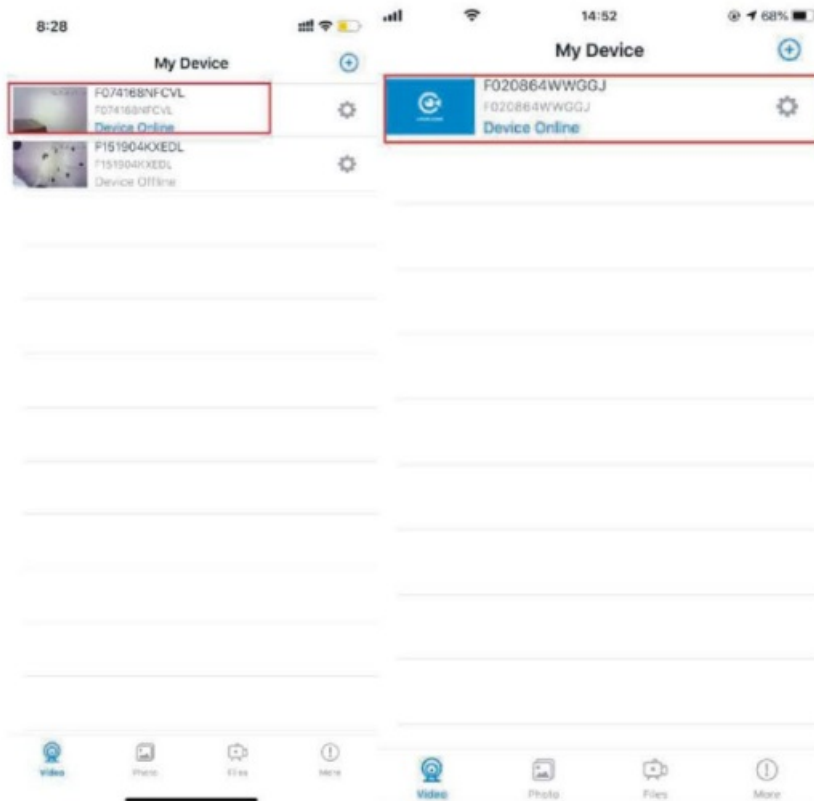 8:28
My Device
F074168NFCVL
F074168NFCVL
Device Online
F151904KXEDL
F151904KXEDL
Device Offline
Video
Photo
Files
More
14:52
68%
My Device
F020864WWGGJ
F020864WWGGJ
Device Online
Video
Photo
Files
More